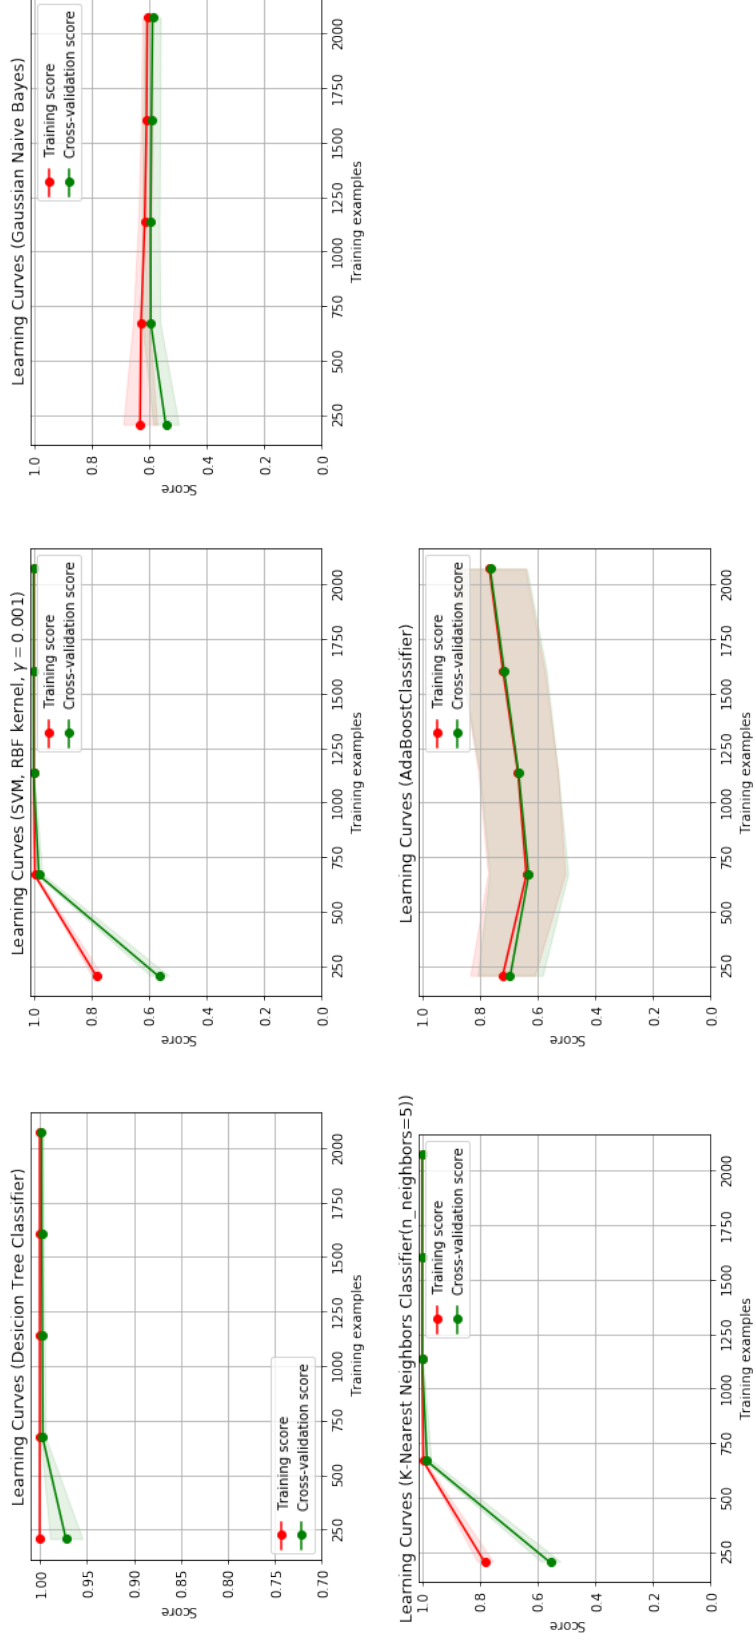 Learning Curves (Desicion Tree Classifier)
1.00
0.95
0.90
0.85
0.80
0.75
0.70
Score
Training score
Cross-validation score
250 500 750 1000 1250 1500 1750 2000
Training examples
Learning Curves (SVM, RBF kernel, γ = 0.001)
1.0
0.8
0.6
0.4
0.2
0.0
Score
Training score
Cross-validation score
250 500 750 1000 1250 1500 1750 2000
Training examples
Learning Curves (Gaussian Naive Bayes)
1.0
0.8
0.6
0.4
0.2
0.0
Score
Training score
Cross-validation score
250 500 750 1000 1250 1500 1750 2000
Training examples
Learning Curves (K-Nearest Neighbors Classifier(n_neighbors=5))
1.0
0.8
0.6
0.4
0.2
0.0
Score
Training score
Cross-validation score
250 500 750 1000 1250 1500 1750 2000
Training examples
Learning Curves (AdaBoostClassifier)
1.0
0.8
0.6
0.4
0.2
0.0
Score
Training score
Cross-validation score
250 500 750 1000 1250 1500 1750 2000
Training examples